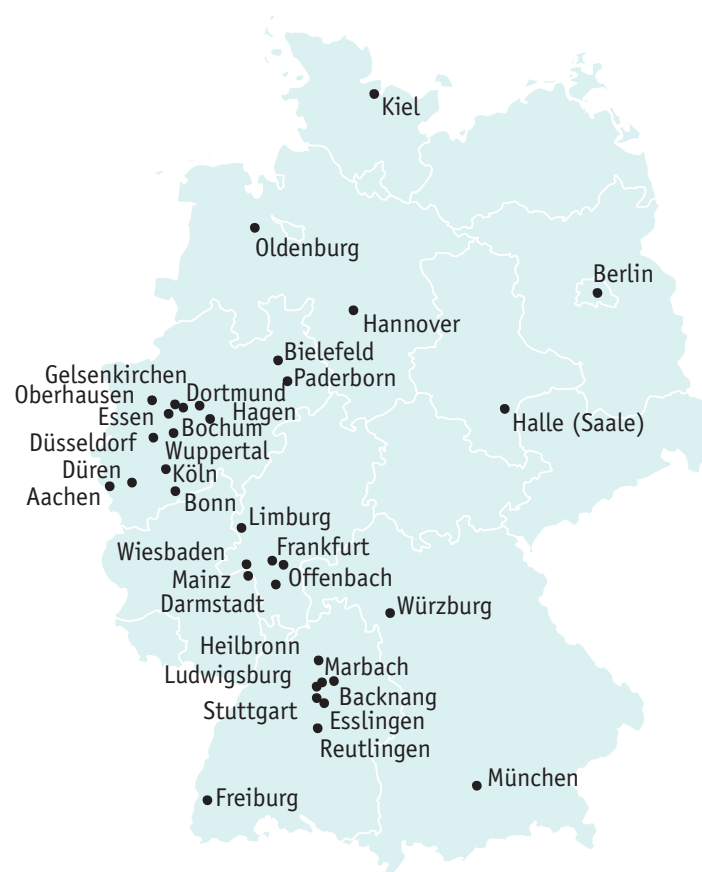 Kiel
Oldenburg
Berlin
Hannover
Bielefeld
Gelsenkirchen
Paderborn
Oberhausen
Dortmund
Essen
Hagen
Halle (Saale)
Bochum
Düsseldorf
Wuppertal
Düren
Köln
Aachen
Bonn
Limburg
Wiesbaden
Frankfurt
Mainz
Offenbach
Darmstadt
Würzburg
Heilbronn
Marbach
Ludwigsburg
Backnang
Stuttgart
Esslingen
Reutlingen
München
Freiburg